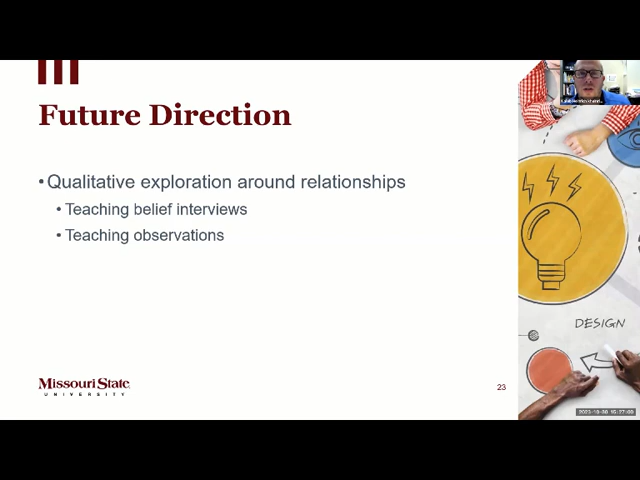 Future Direction
• Qualitative exploration around relationships
• Teaching belief interviews
• Teaching observations
DESIGN
Missouri State
UNIVERSITY
23